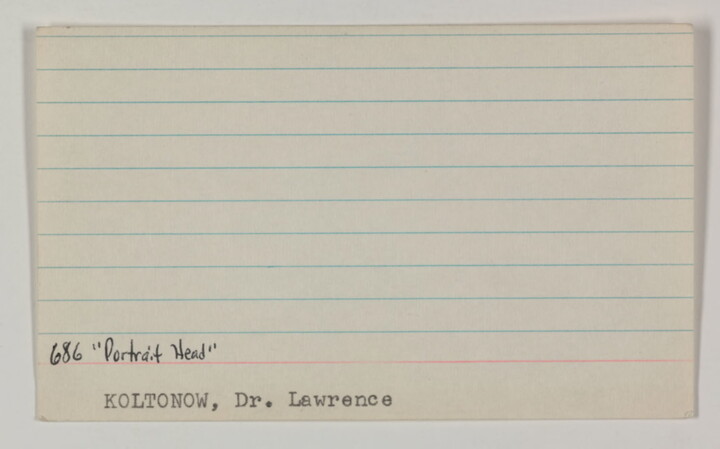 686 "Portrait Head"
KOLTONOW, Dr. Lawrence